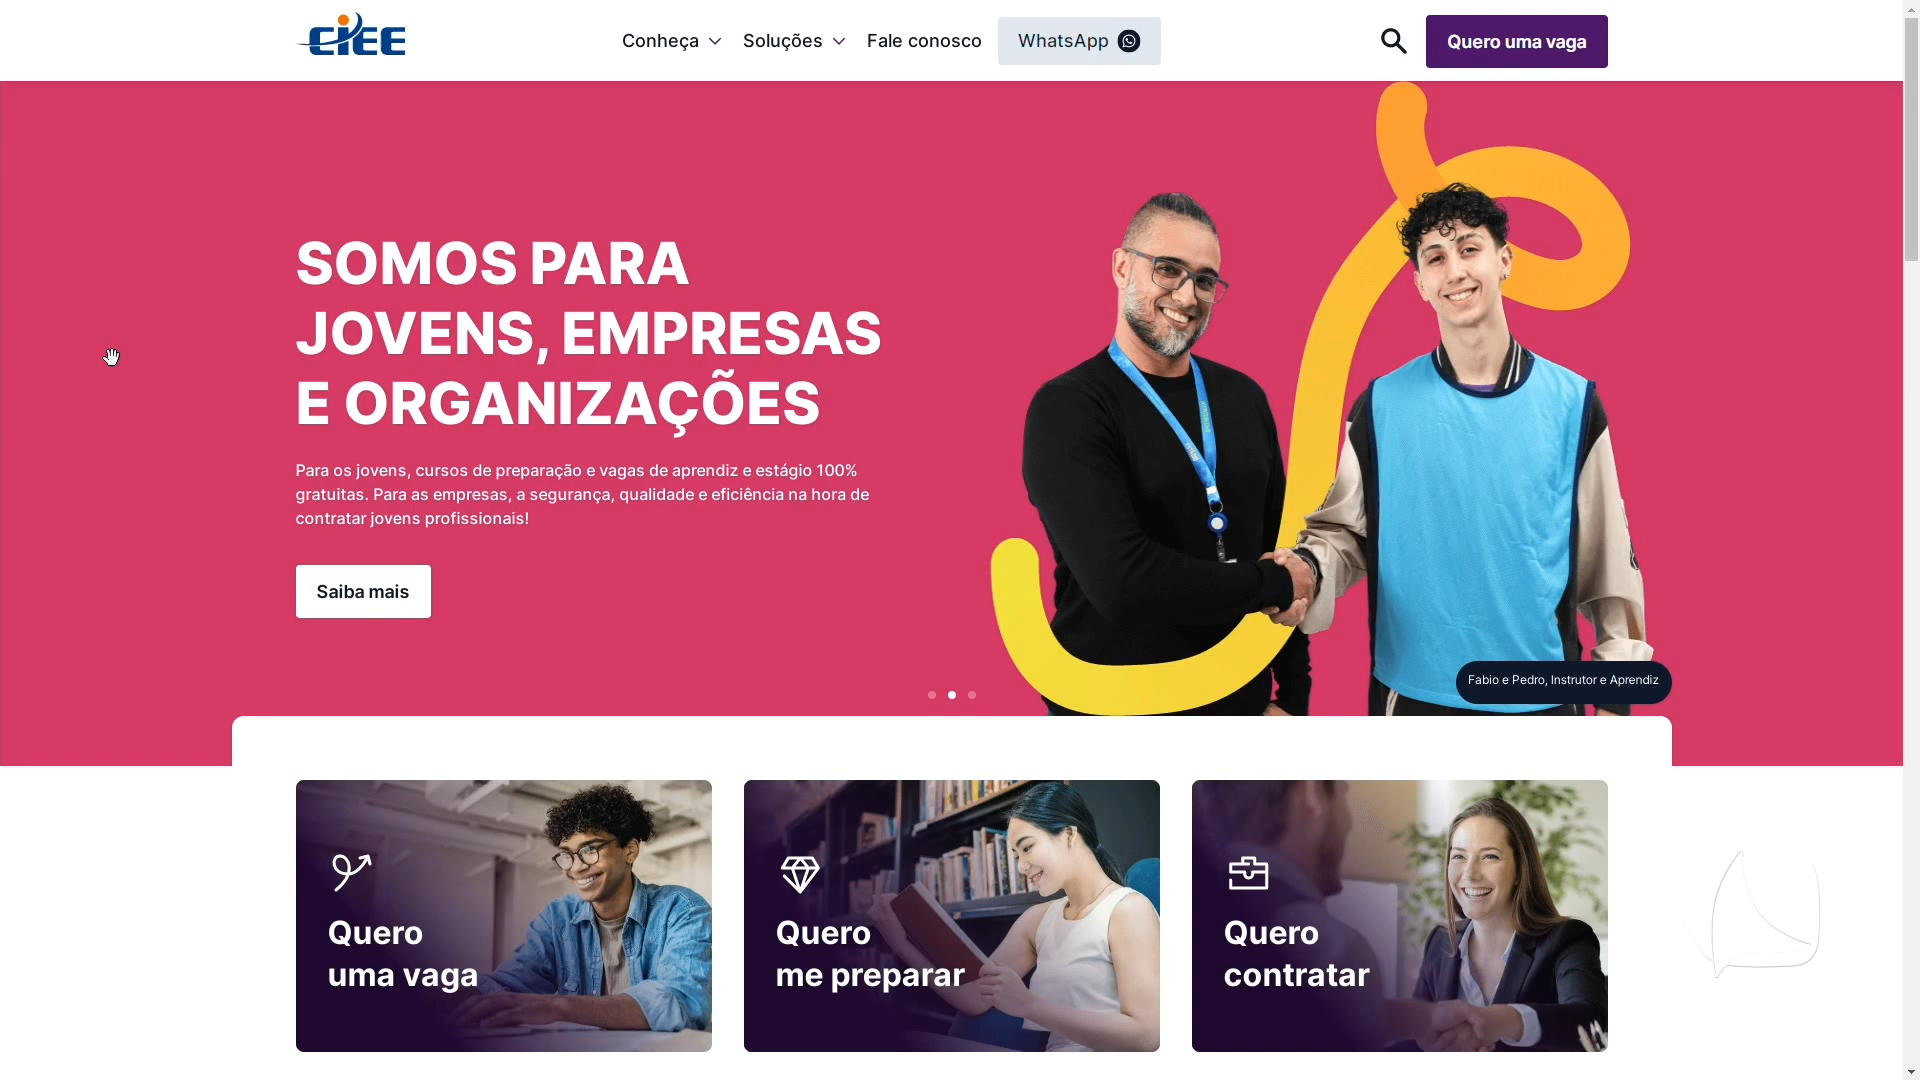 CIEE
Conheça
Soluções
Fale conosco
WhatsApp
Quero uma vaga
SOMOS PARA
JOVENS, EMPRESAS
E ORGANIZAÇÕES
Para os jovens, cursos de preparação e vagas de aprendiz e estágio 100%
gratuitas. Para as empresas, a segurança, qualidade e eficiência na hora de
contratar jovens profissionais!
Saiba mais
Fabio e Pedro, Instrutor e Aprendiz
Quero
uma vaga
Quero
me preparar
Quero
contratar